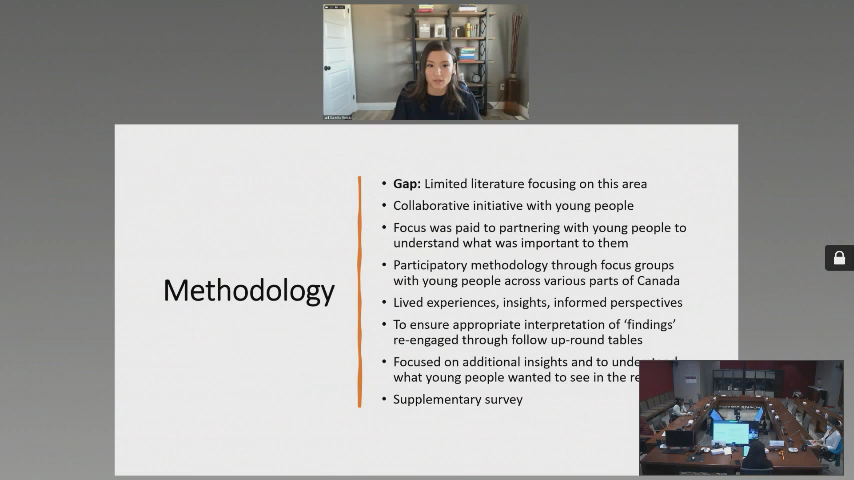 Methodology
• Gap: Limited literature focusing on this area
• Collaborative initiative with young people
• Focus was paid to partnering with young people to
understand what was important to them
• Participatory methodology through focus groups
with young people across various parts of Canada
• Lived experiences, insights, informed perspectives
• To ensure appropriate interpretation of ‘findings’
re-engaged through follow up-round tables
• Focused on additional insights and to understand
what young people wanted to see in the
• Supplementary survey